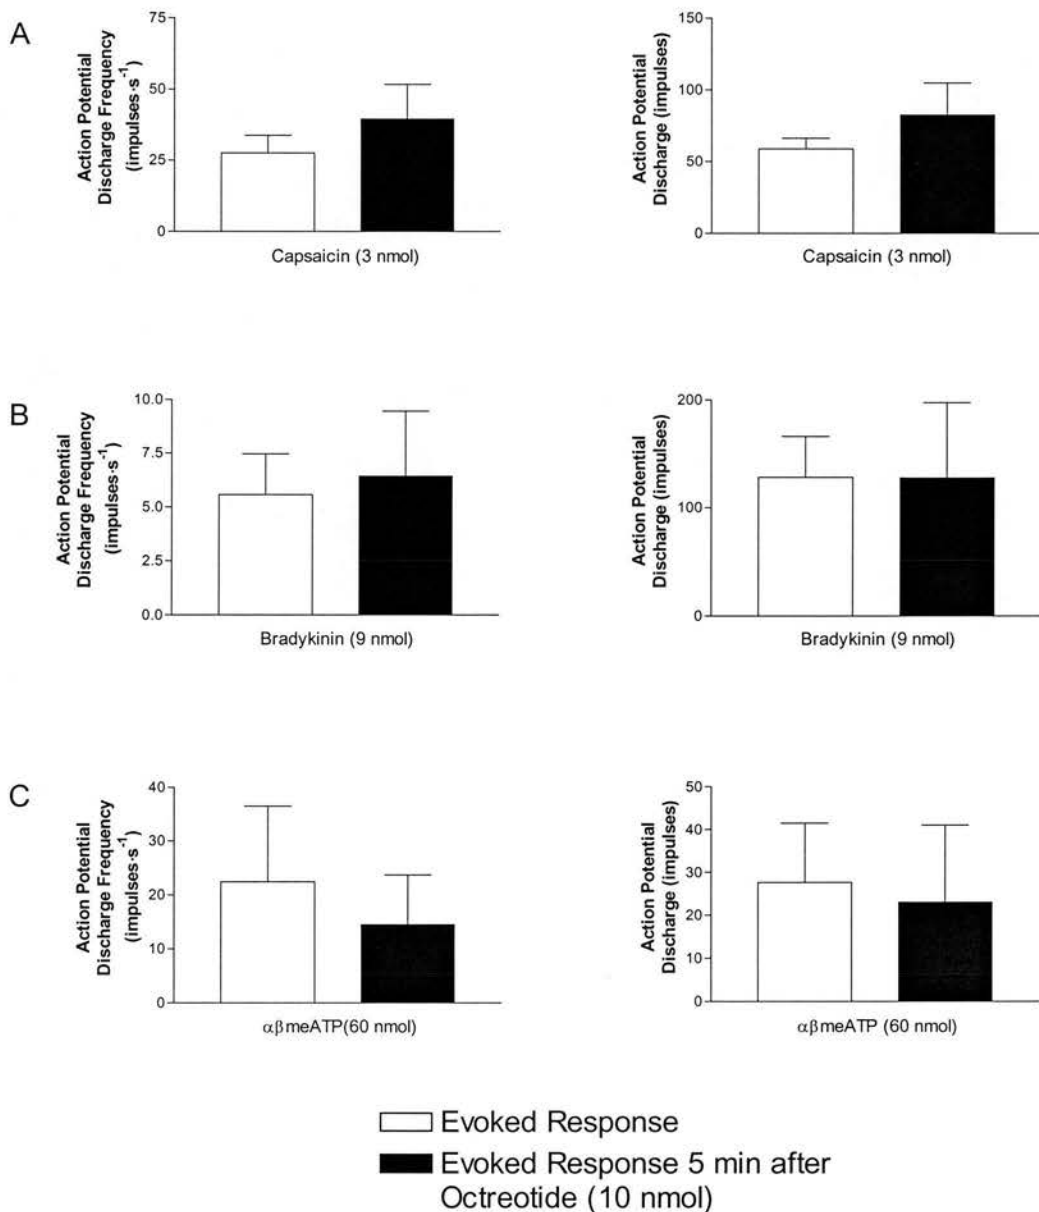 A
Action Potential
Discharge Frequency
(impulses·s⁻¹)
75
50
25
0
Capsaicin (3 nmol)
Action Potential
Discharge (impulses)
150
100
50
0
Capsaicin (3 nmol)
B
Action Potential
Discharge Frequency
(impulses·s⁻¹)
10.0
7.5
5.0
2.5
0.0
Bradykinin (9 nmol)
Action Potential
Discharge (impulses)
200
100
0
Bradykinin (9 nmol)
C
Action Potential
Discharge Frequency
(impulses·s⁻¹)
40
30
20
10
0
αβmeATP(60 nmol)
Action Potential
Discharge (impulses)
50
40
30
20
10
0
αβmeATP (60 nmol)
Evoked Response
Evoked Response 5 min after
Octreotide (10 nmol)